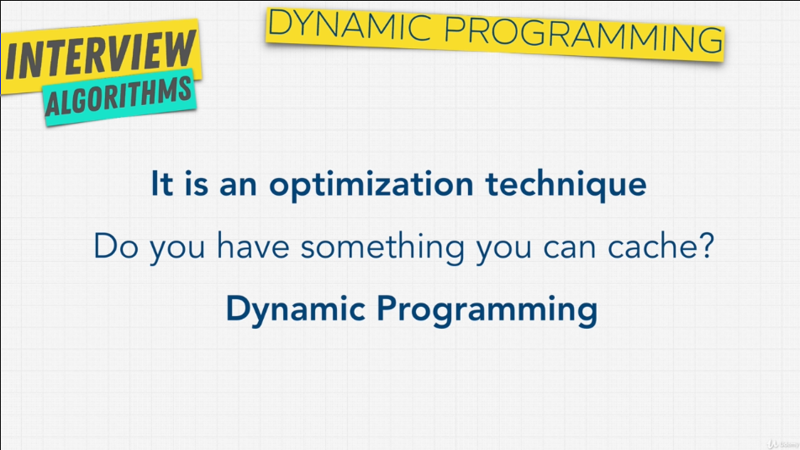 INTERVIEW
ALGORITHMS
DYNAMIC PROGRAMMING
It is an optimization technique
Do you have something you can cache?
Dynamic Programming